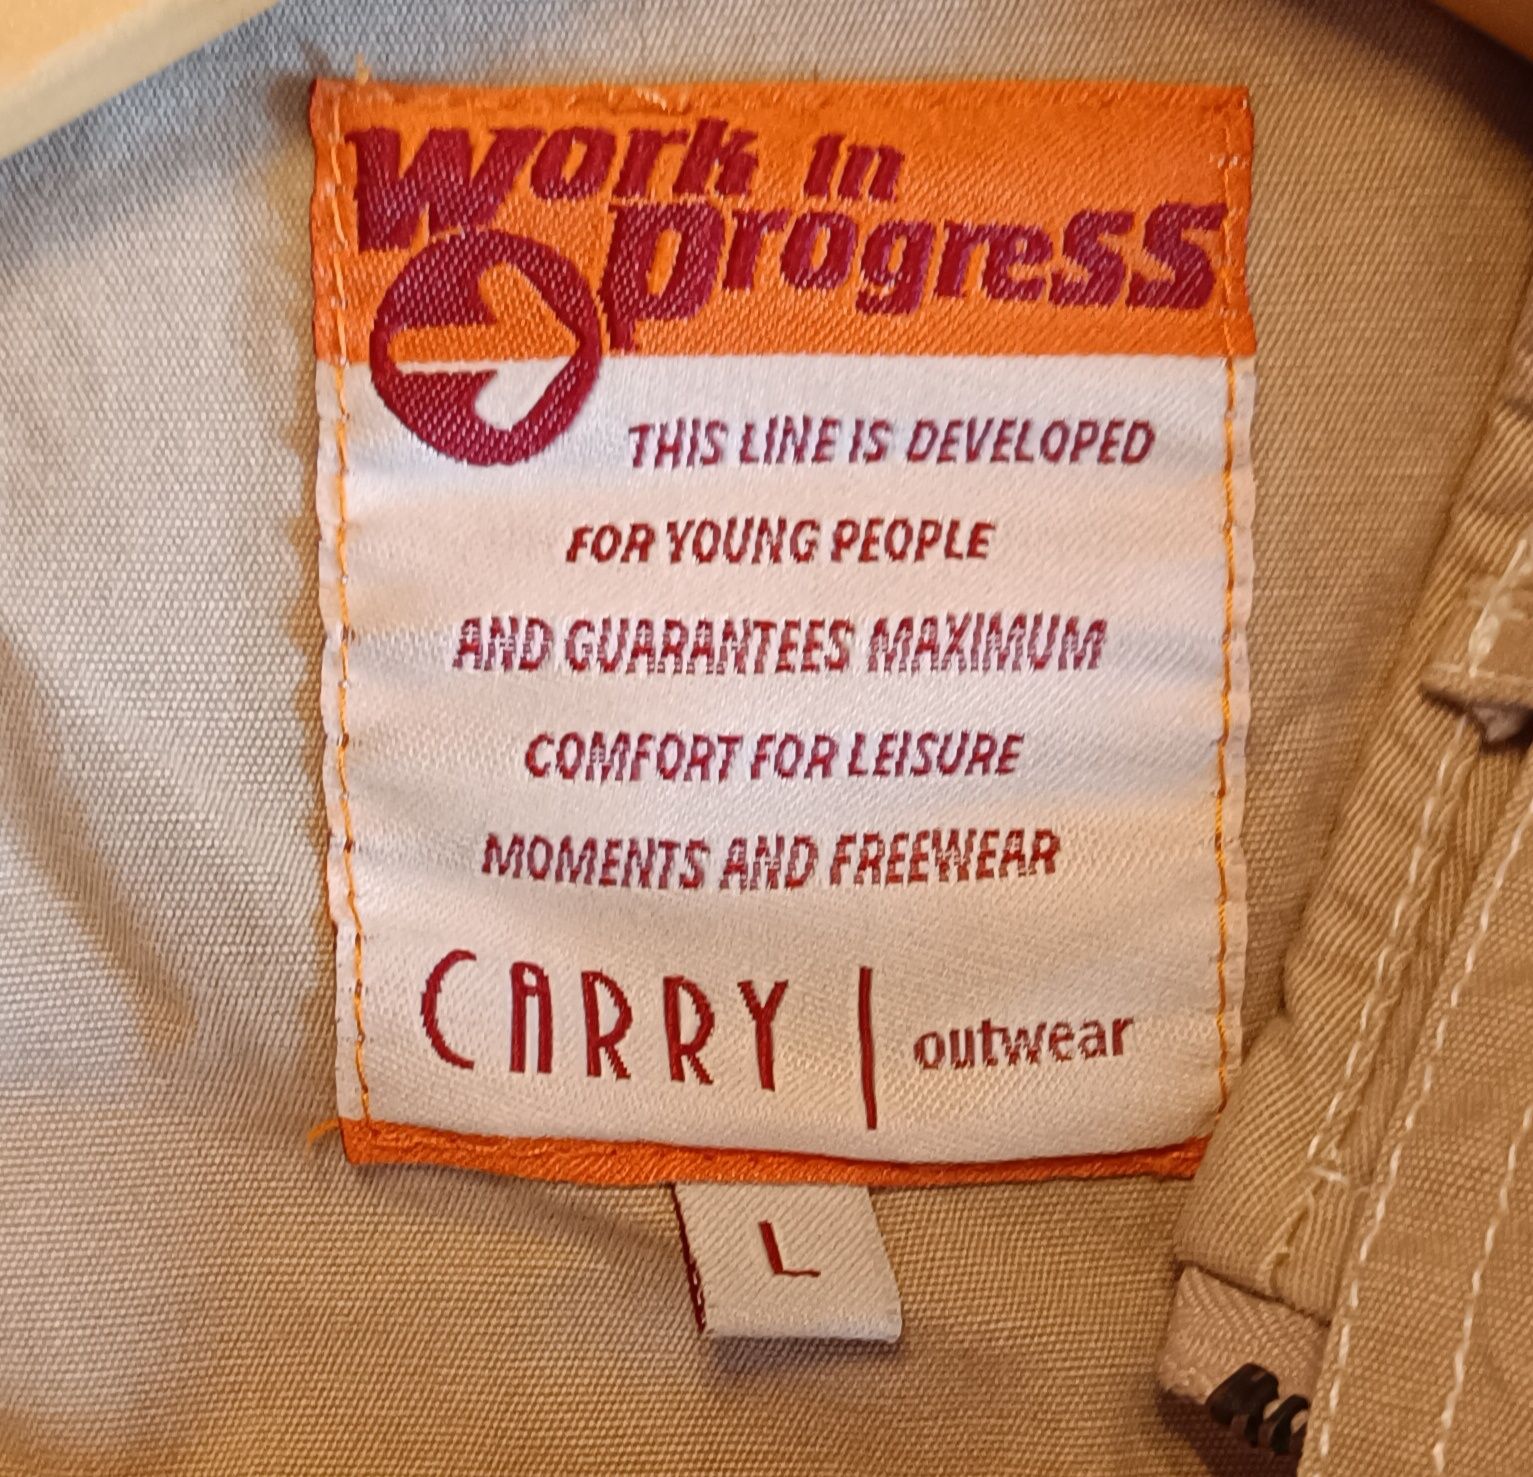 Work in
progress
THIS LINE IS DEVELOPED
FOR YOUNG PEOPLE
AND GUARANTEES MAXIMUM
COMFORT FOR LEISURE
MOMENTS AND FREEWEAR
CARRY | outwear
L